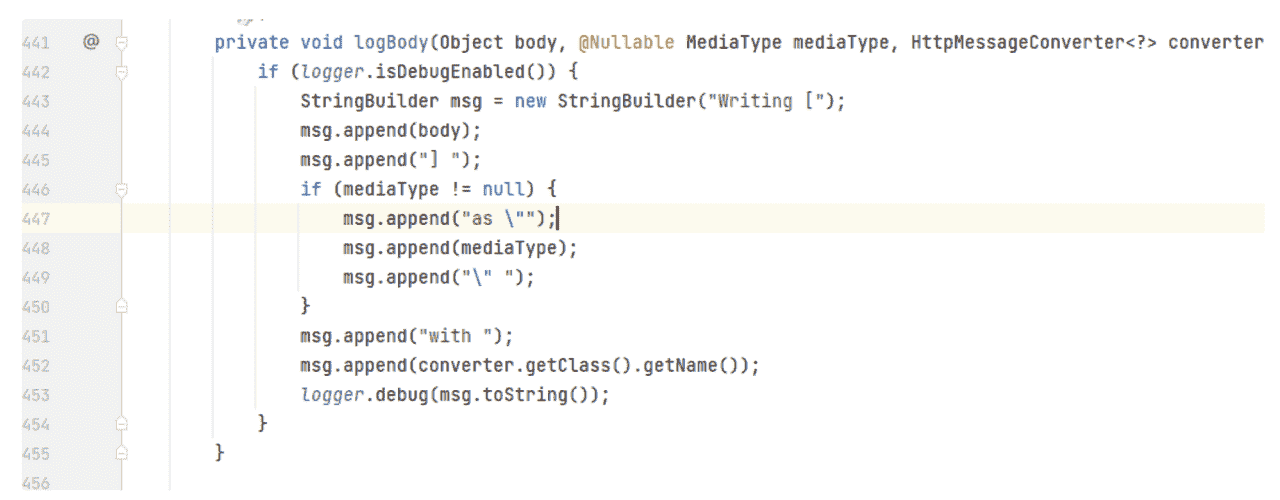 441 @ private void logBody(Object body, @Nullable MediaType mediaType, HttpMessageConverter<?> converter
442 if (logger.isDebugEnabled()) {
443 StringBuilder msg = new StringBuilder("Writing [");
444 msg.append(body);
445 msg.append("] ");
446 if (mediaType != null) {
447 msg.append("as \"");
448 msg.append(mediaType);
449 msg.append("\" ");
450 }
451 msg.append("with ");
452 msg.append(converter.getClass().getName());
453 logger.debug(msg.toString());
454 }
455 }
456